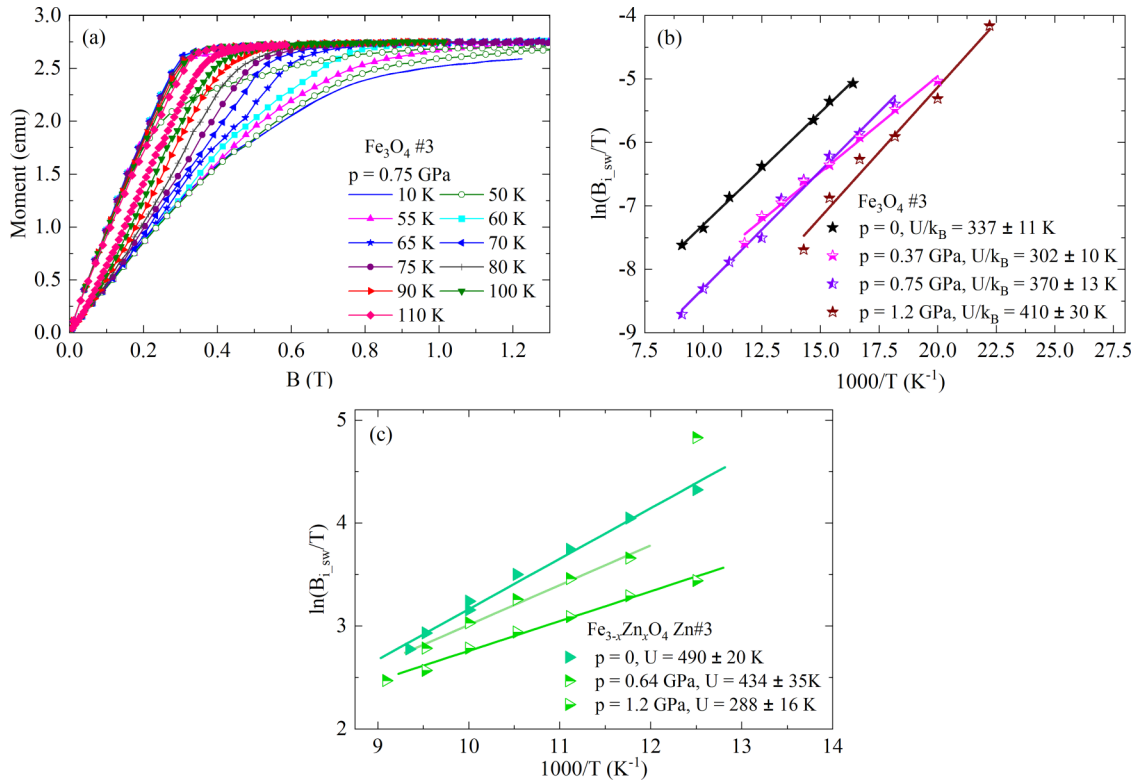 (a)
Moment (emu)
3.0
2.5
2.0
1.5
1.0
0.5
0.0
Fe3O4 #3
p = 0.75 GPa
10 K 50 K
55 K 60 K
65 K 70 K
75 K 80 K
90 K 100 K
110 K
0.0 0.2 0.4 0.6 0.8 1.0 1.2
B (T)
(b)
ln(Bi_sw/T)
-4
-5
-6
-7
-8
-9
Fe3O4 #3
p = 0, U/kB = 337 ± 11 K
p = 0.37 GPa, U/kB = 302 ± 10 K
p = 0.75 GPa, U/kB = 370 ± 13 K
p = 1.2 GPa, U/kB = 410 ± 30 K
7.5 10.0 12.5 15.0 17.5 20.0 22.5 25.0 27.5
1000/T (K-1)
(c)
ln(Bi_sw/T)
5
4
3
2
Fe3-xZnxO4 Zn#3
p = 0, U = 490 ± 20 K
p = 0.64 GPa, U = 434 ± 35K
p = 1.2 GPa, U = 288 ± 16 K
9 10 11 12 13 14
1000/T (K-1)